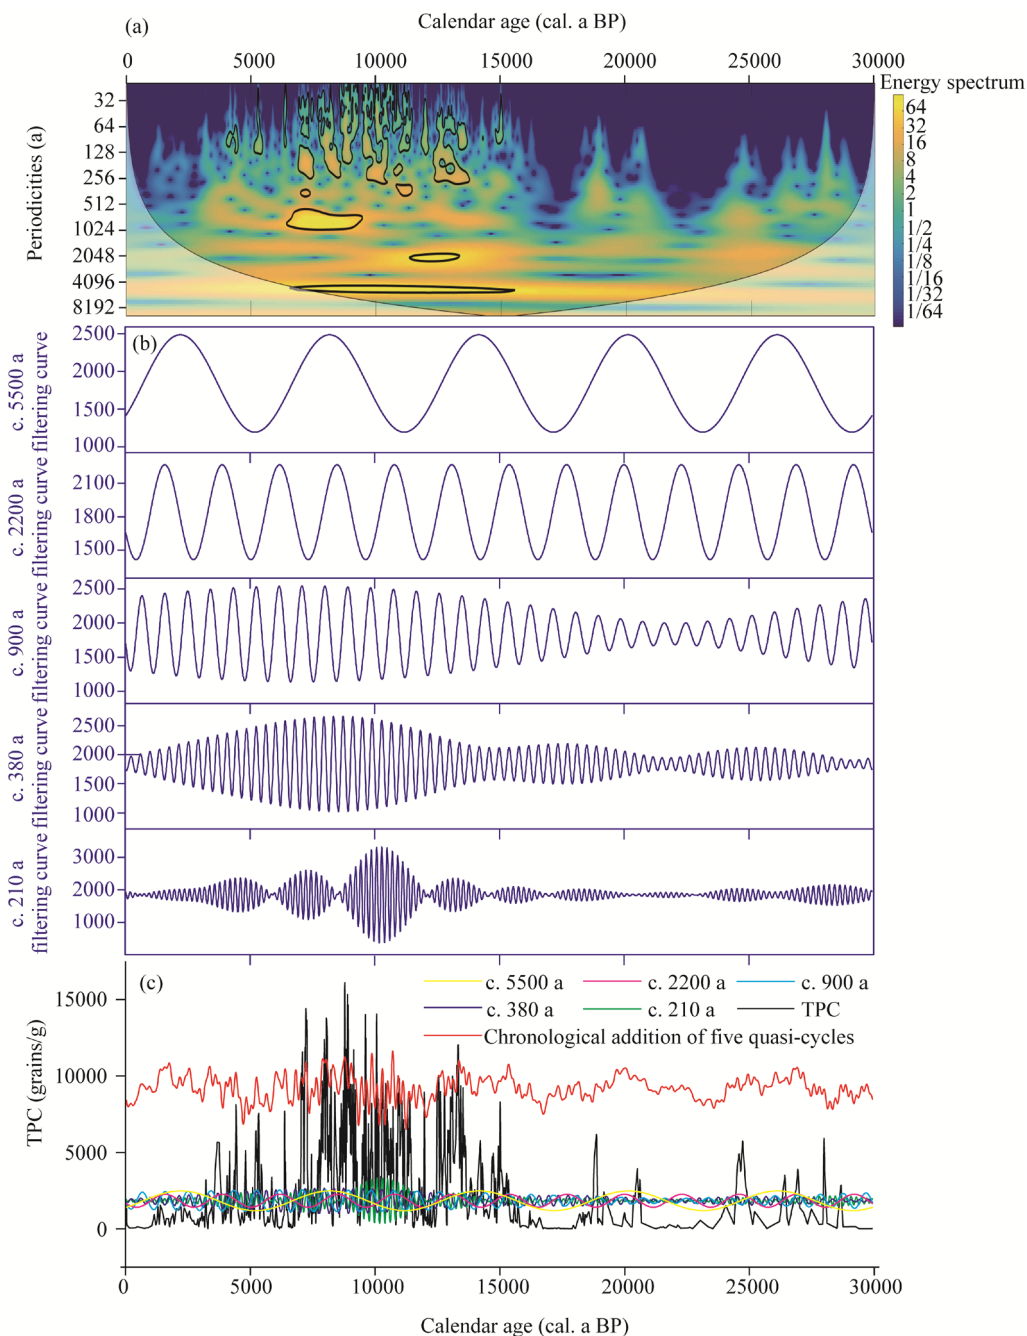 (a)
Calendar age (cal. a BP)
0 5000 10000 15000 20000 25000 30000
Energy spectrum
Periodicities (a)
32
64
128
256
512
1024
2048
4096
8192
64
32
16
8
4
2
1
1/2
1/4
1/8
1/16
1/32
1/64
(b)
c. 5500 a
filtering curve
2500
2000
1500
1000
c. 2200 a
filtering curve
2100
1800
1500
c. 900 a
filtering curve
2500
2000
1500
1000
c. 380 a
filtering curve
2500
2000
1500
1000
c. 210 a
filtering curve
3000
2000
1000
(c)
c. 5500 a c. 2200 a c. 900 a
c. 380 a c. 210 a TPC
Chronological addition of five quasi-cycles
TPC (grains/g)
15000
10000
5000
0
0 5000 10000 15000 20000 25000 30000
Calendar age (cal. a BP)